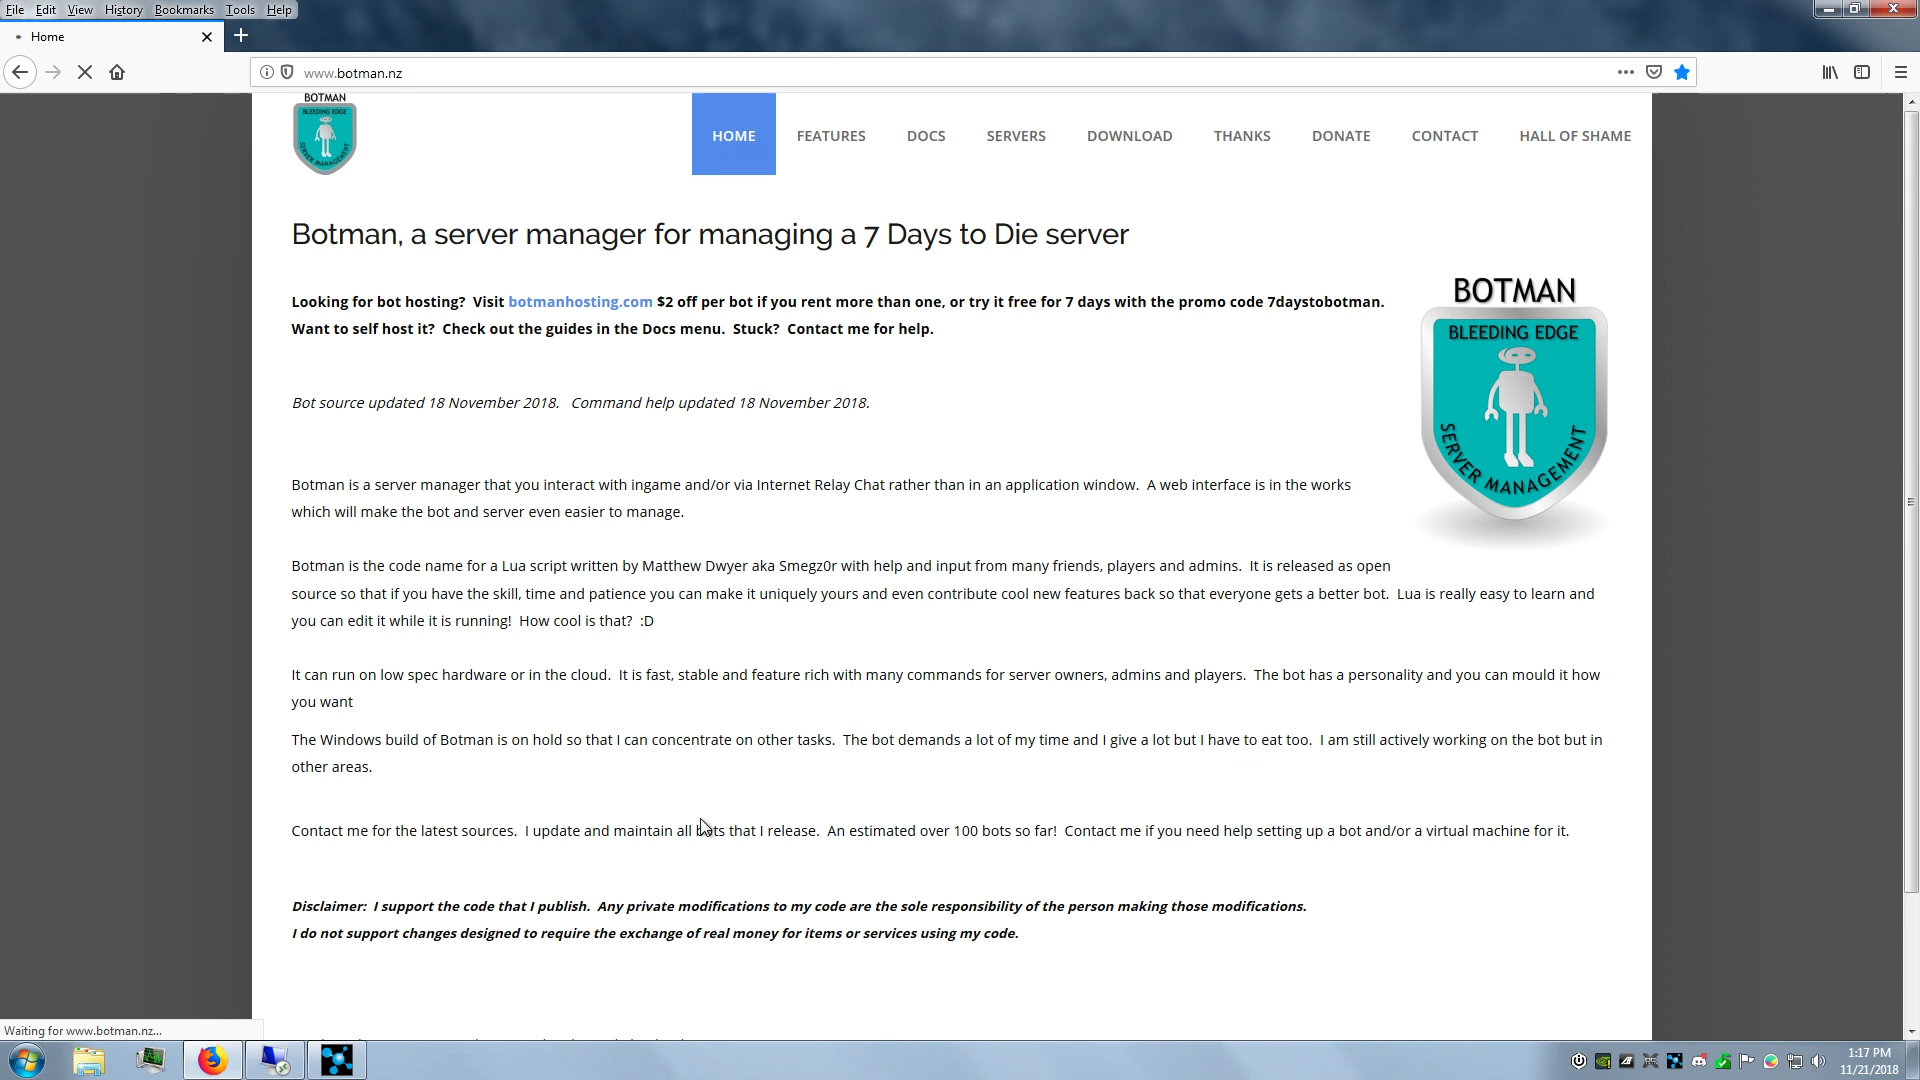 File Edit View History Bookmarks Tools Help
Home
www.botman.nz
BOTMAN
BLEEDING EDGE
SERVER MANAGEMENT
HOME FEATURES DOCS SERVERS DOWNLOAD THANKS DONATE CONTACT HALL OF SHAME
Botman, a server manager for managing a 7 Days to Die server
Looking for bot hosting? Visit botmanhosting.com $2 off per bot if you rent more than one, or try it free for 7 days with the promo code 7daystobotman.
Want to self host it? Check out the guides in the Docs menu. Stuck? Contact me for help.
BOTMAN
BLEEDING EDGE
SERVER MANAGEMENT
Bot source updated 18 November 2018. Command help updated 18 November 2018.
Botman is a server manager that you interact with ingame and/or via Internet Relay Chat rather than in an application window. A web interface is in the works
which will make the bot and server even easier to manage.
Botman is the code name for a Lua script written by Matthew Dwyer aka Smegz0r with help and input from many friends, players and admins. It is released as open
source so that if you have the skill, time and patience you can make it uniquely yours and even contribute cool new features back so that everyone gets a better bot. Lua is really easy to learn and
you can edit it while it is running! How cool is that? :D
It can run on low spec hardware or in the cloud. It is fast, stable and feature rich with many commands for server owners, admins and players. The bot has a personality and you can mould it how
you want
The Windows build of Botman is on hold so that I can concentrate on other tasks. The bot demands a lot of my time and I give a lot but I have to eat too. I am still actively working on the bot but in
other areas.
Contact me for the latest sources. I update and maintain all bots that I release. An estimated over 100 bots so far! Contact me if you need help setting up a bot and/or a virtual machine for it.
Disclaimer: I support the code that I publish. Any private modifications to my code are the sole responsibility of the person making those modifications.
I do not support changes designed to require the exchange of real money for items or services using my code.
Waiting for www.botman.nz...
1:17 PM
11/21/2018